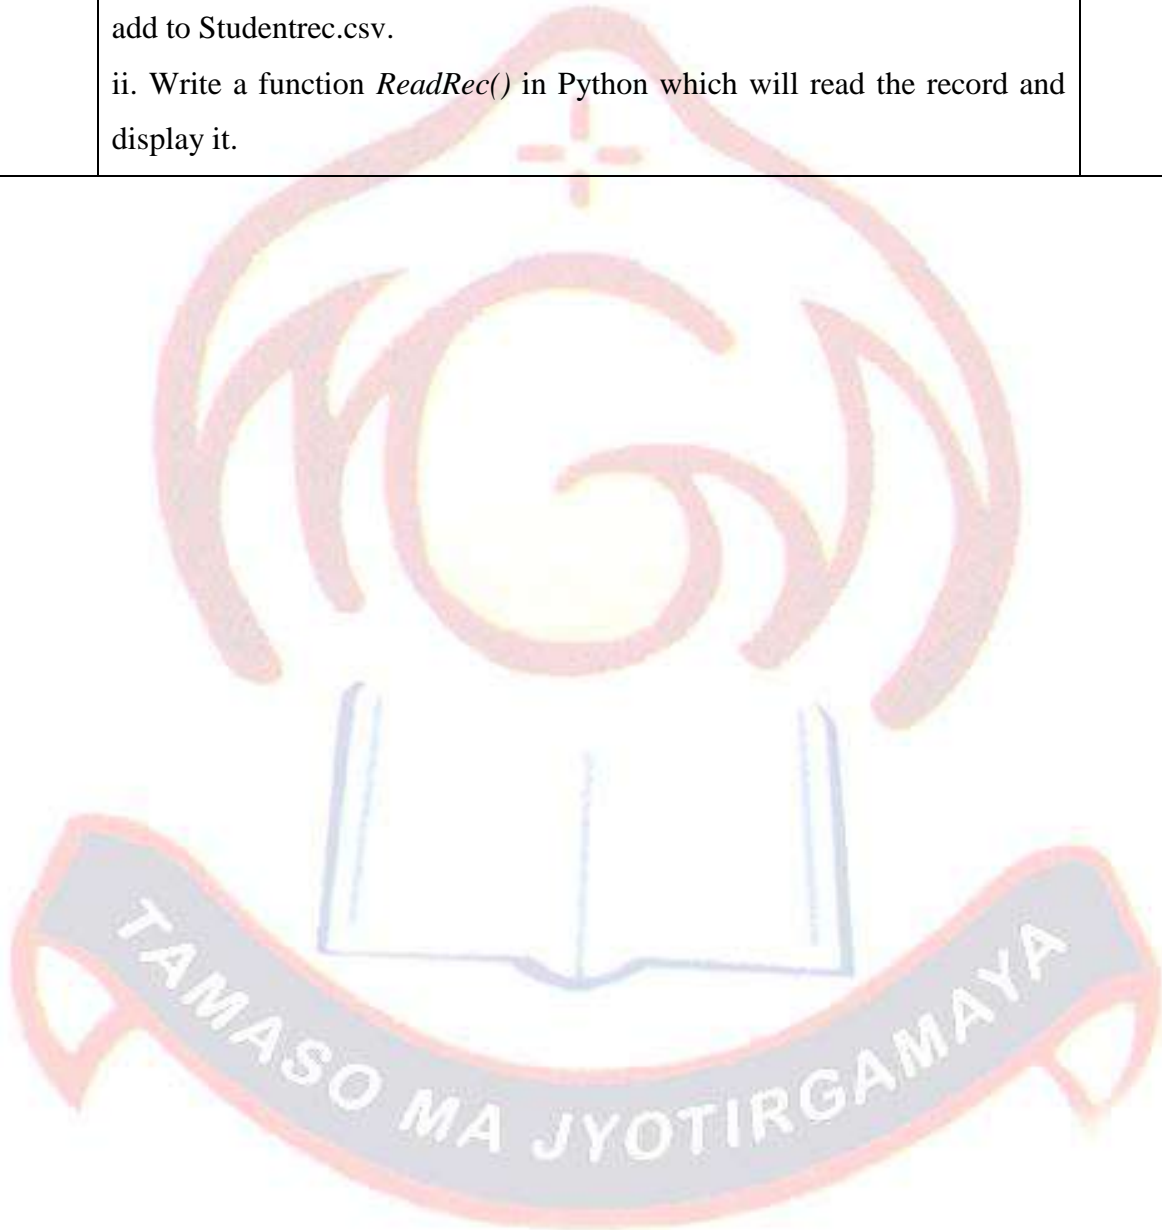 add to Studentrec.csv.
ii. Write a function ReadRec() in Python which will read the record and
display it.
TAMASO MA JYOTIRGAMAYA